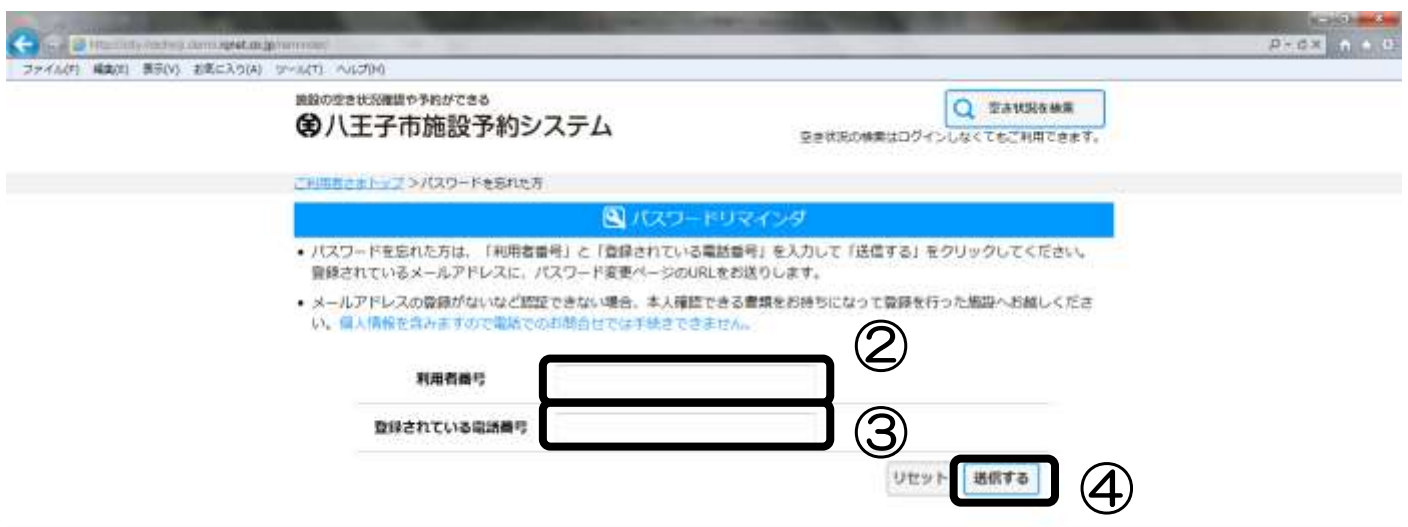 ファイル(F) 編集(E) 表示(V) お気に入り(A) ツール(T) ヘルプ(H)
施設の空き状況確認や予約ができる
八王子市施設予約システム
空き状況を検索
空き状況の検索はログインしなくてもご利用できます。
ご利用者さまトップ >パスワードを忘れた方
パスワードリマインダ
• パスワードを忘れた方は、「利用者番号」と「登録されている電話番号」を入力して「送信する」をクリックしてください。
登録されているメールアドレスに、パスワード変更ページのURLをお送りします。
• メールアドレスの登録がないなど認証できない場合、本人確認できる書類をお持ちになって登録を行った施設へお越しくださ
い。個人情報を含みますので電話でのお問合せでは手続きできません。
②
利用者番号
登録されている電話番号
③
リセット 送信する
④